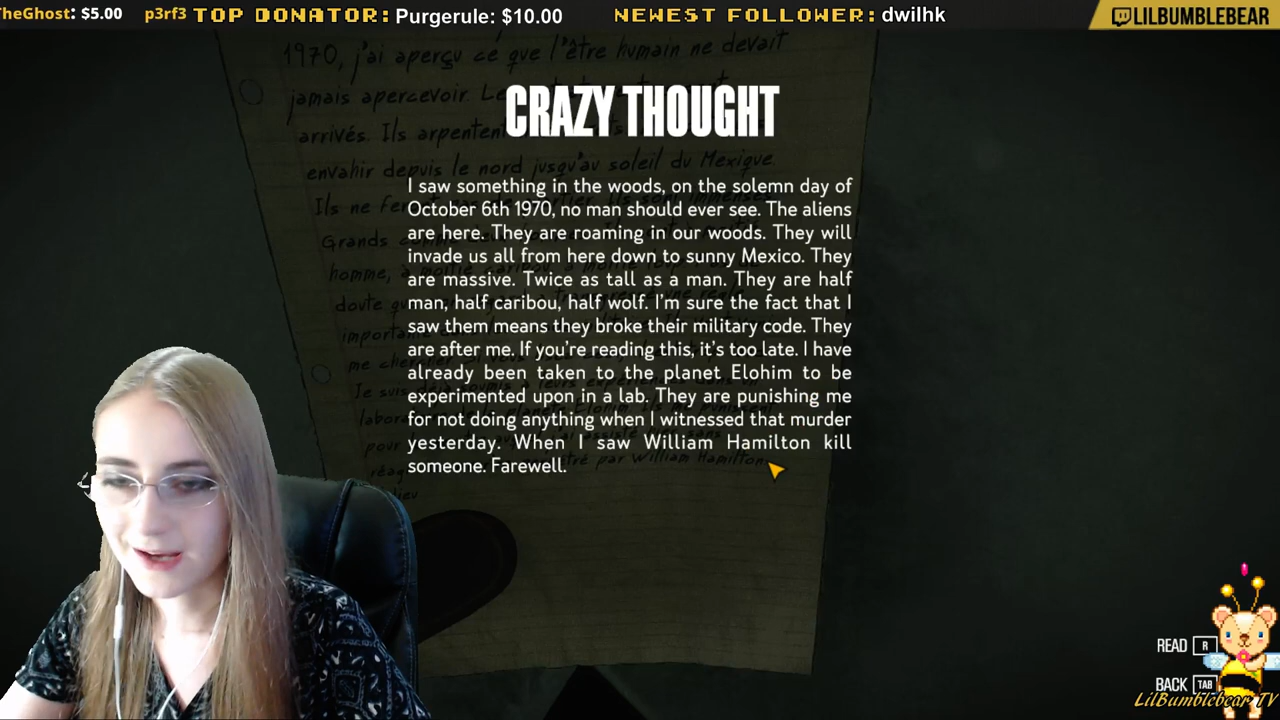 TheGhost: $5.00 p3rf3 TOP DONATOR: Purgerule: $10.00 NEWEST FOLLOWER: dwilhk LILBUMBLEBEAR
1970, j'ai aperçu ce que l'être humain ne devait
jamais apercevoir. Le
CRAZY THOUGHT
arrivés. Ils arpentent
envahir depuis le nord jusqu'au soleil du Mexique
I saw something in the woods, on the solemn day of
October 6th 1970, no man should ever see. The aliens
are here. They are roaming in our woods. They will
invade us all from here down to sunny Mexico. They
are massive. Twice as tall as a man. They are half
man, half caribou, half wolf. I'm sure the fact that I
saw them means they broke their military code. They
are after me. If you're reading this, it's too late. I have
already been taken to the planet Elohim to be
experimented upon in a lab. They are punishing me
for not doing anything when I witnessed that murder
yesterday. When I saw William Hamilton kill
someone. Farewell.
par William Hamilton
READ R
BACK TAB
LilBumblebear TV